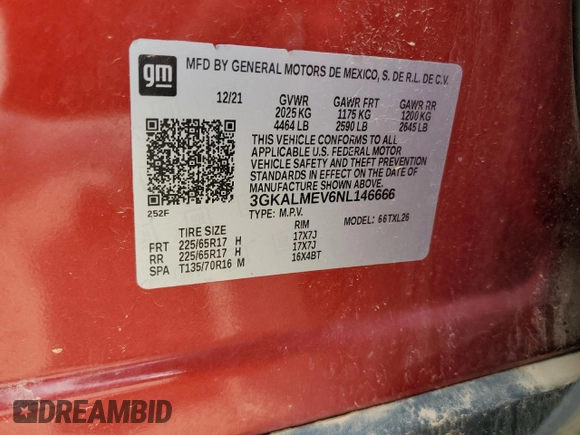 gm
MFD BY GENERAL MOTORS DE MEXICO, S. DE R.L. DE C.V.
12/21 GVWR GAWR FRT GAWR RR
2025 KG 1175 KG 1200 KG
4464 LB 2590 LB 2645 LB
THIS VEHICLE CONFORMS TO ALL
APPLICABLE U.S. FEDERAL MOTOR
VEHICLE SAFETY AND THEFT PREVENTION
STANDARDS IN EFFECT ON THE DATE OF
MANUFACTURE SHOWN ABOVE.
3GKALMEV6NL146666
252F TYPE: M.P.V. MODEL: 66TXL26
TIRE SIZE RIM
FRT 225/65R17 H 17X7J
RR 225/65R17 H 17X7J
SPA T135/70R16 M 16X4BT
DREAMBID